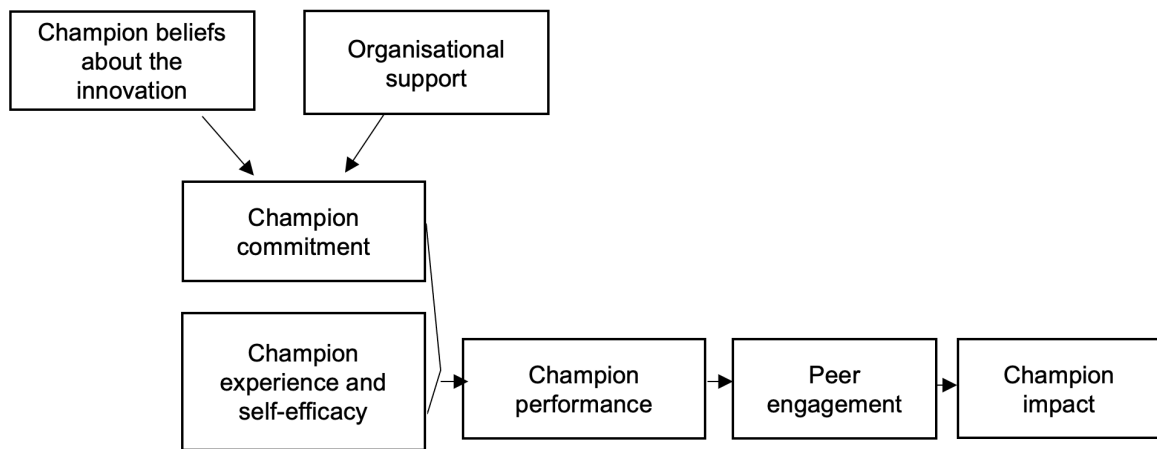 Champion beliefs
about the
innovation
Organisational
support
Champion
commitment
Champion
experience and
self-efficacy
Champion
performance
Peer
engagement
Champion
impact